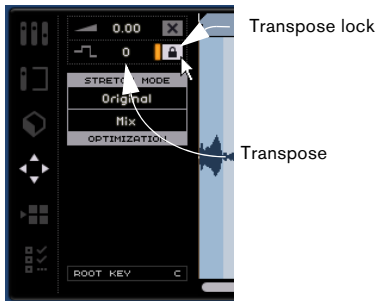 0.00
Transpose lock
0
STRETCH MODE
Original
Mix
OPTIMIZATION
Transpose
ROOT KEY C